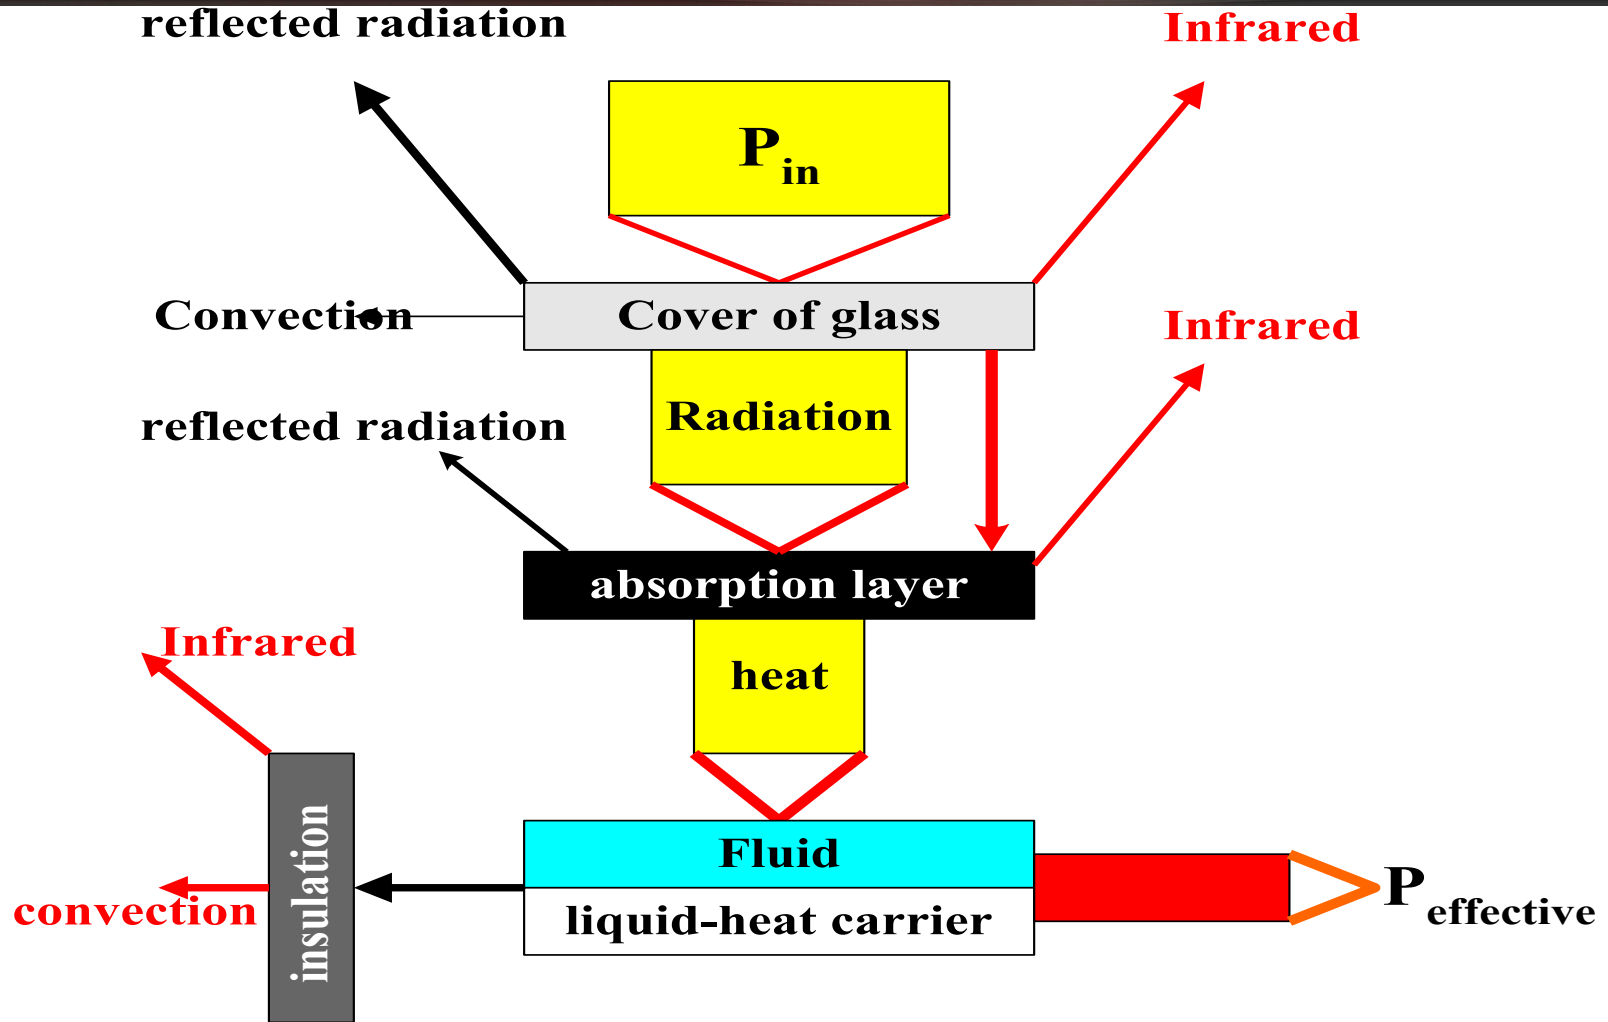 reflected radiation
Infrared
P in
Convection
Cover of glass
Infrared
Radiation
reflected radiation
absorption layer
Infrared
heat
insulation
Fluid
P effective
convection
liquid-heat carrier